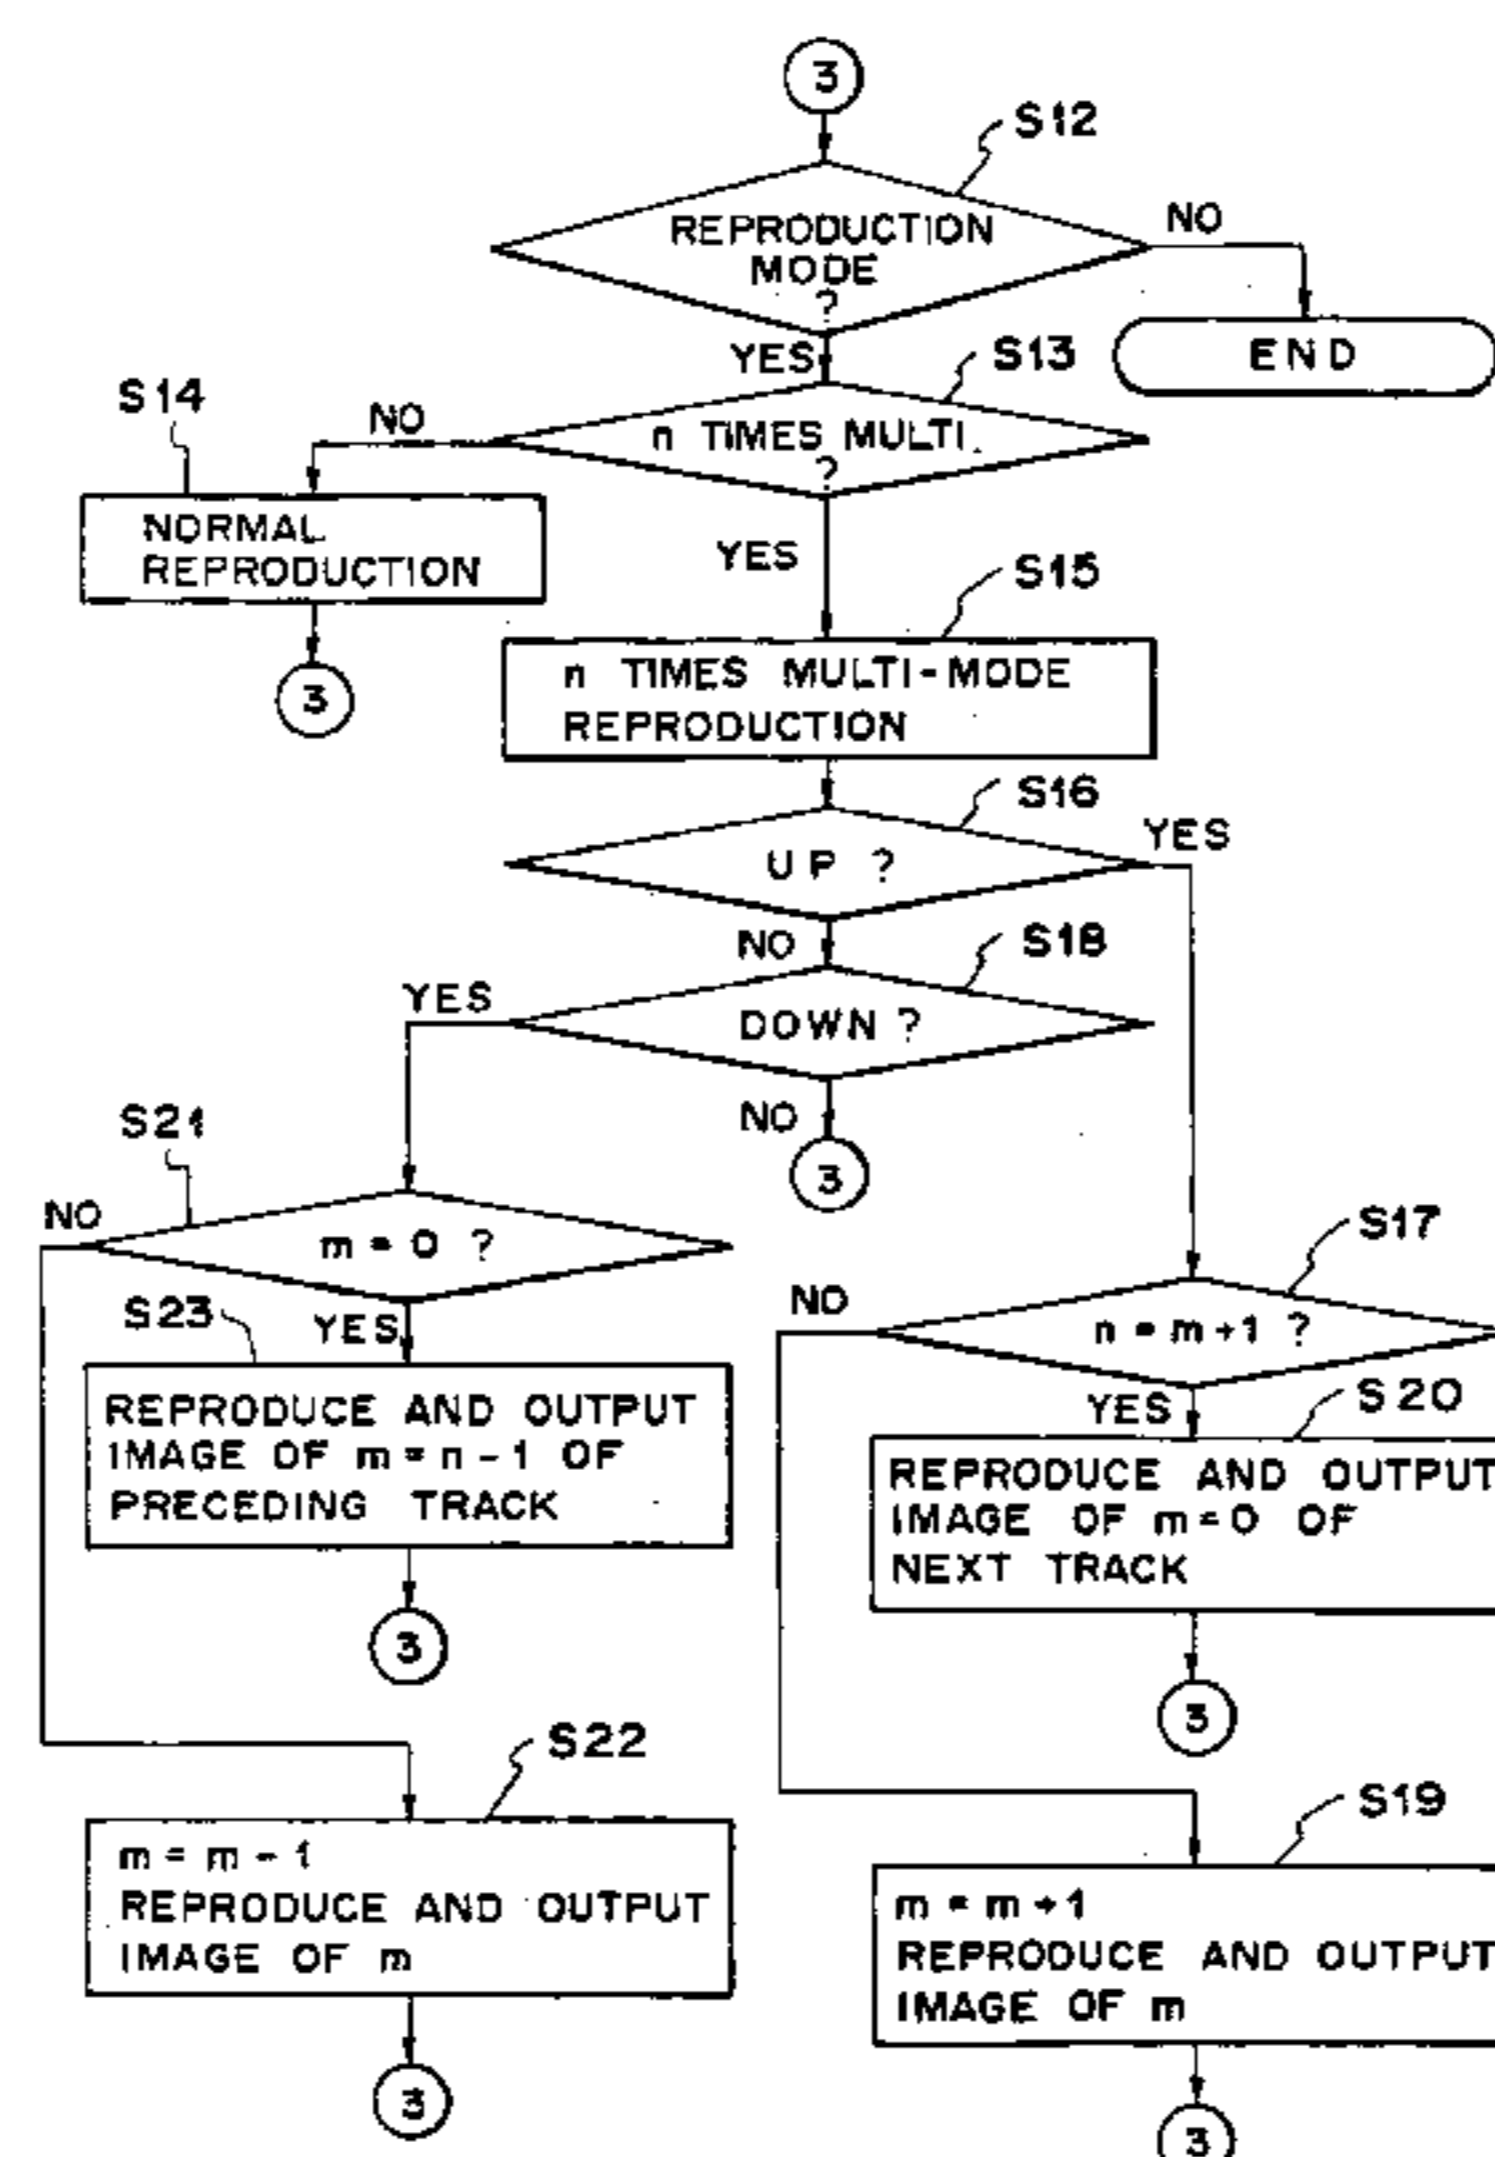 3
S12
REPRODUCTION
MODE
?
NO
END
YES
S13
n TIMES MULTI
?
NO
S14
NORMAL
REPRODUCTION
3
YES
S15
n TIMES MULTI-MODE
REPRODUCTION
S16
UP ?
YES
NO
S18
DOWN ?
YES
NO
3
S21
m = 0 ?
NO
YES
S17
n = m+1 ?
NO
YES
S23
REPRODUCE AND OUTPUT
IMAGE OF m = n - 1 OF
PRECEDING TRACK
3
S20
REPRODUCE AND OUTPUT
IMAGE OF m = 0 OF
NEXT TRACK
3
S22
m = m - 1
REPRODUCE AND OUTPUT
IMAGE OF m
3
S19
m = m + 1
REPRODUCE AND OUTPUT
IMAGE OF m
3